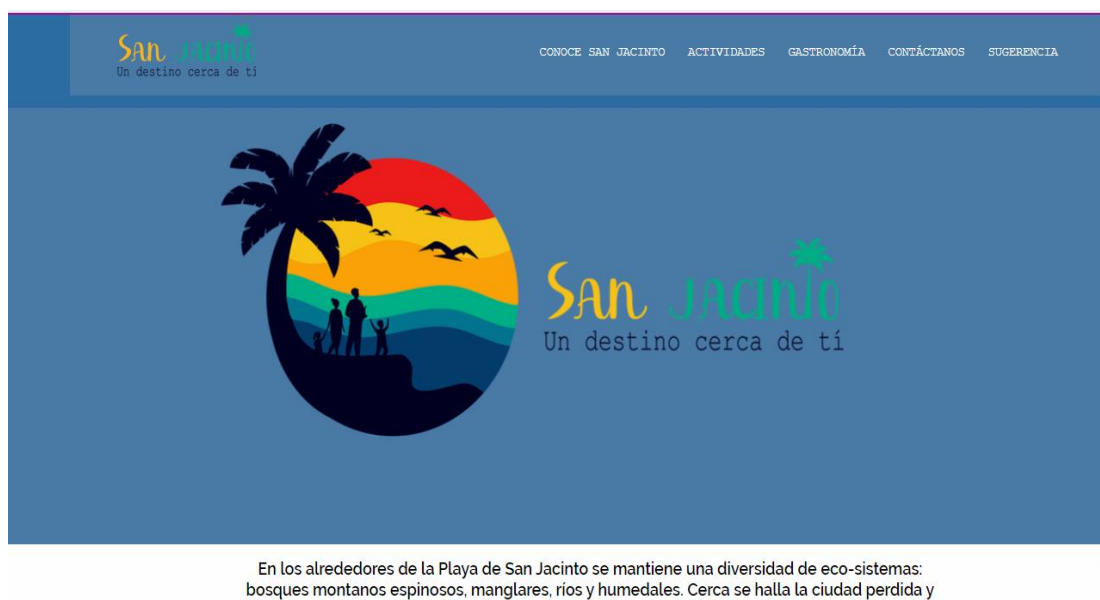 San Jacinto
Un destino cerca de tí
CONOCE SAN JACINTO ACTIVIDADES GASTRONOMÍA CONTÁCTANOS SUGERENCIA
San Jacinto
Un destino cerca de tí
En los alrededores de la Playa de San Jacinto se mantiene una diversidad de eco-sistemas:
bosques montanos espinosos, manglares, ríos y humedales. Cerca se halla la ciudad perdida y